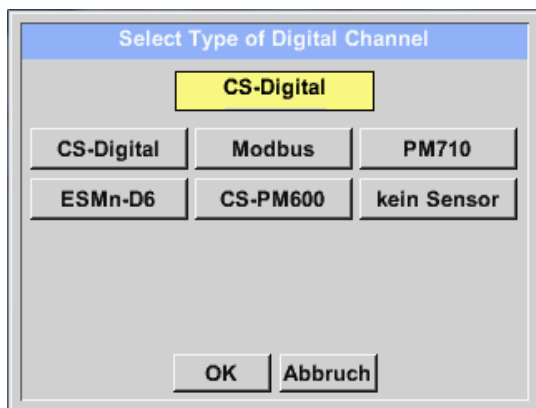 Select Type of Digital Channel
CS-Digital
CS-Digital Modbus PM710
ESMn-D6 CS-PM600 kein Sensor
OK Abbruch